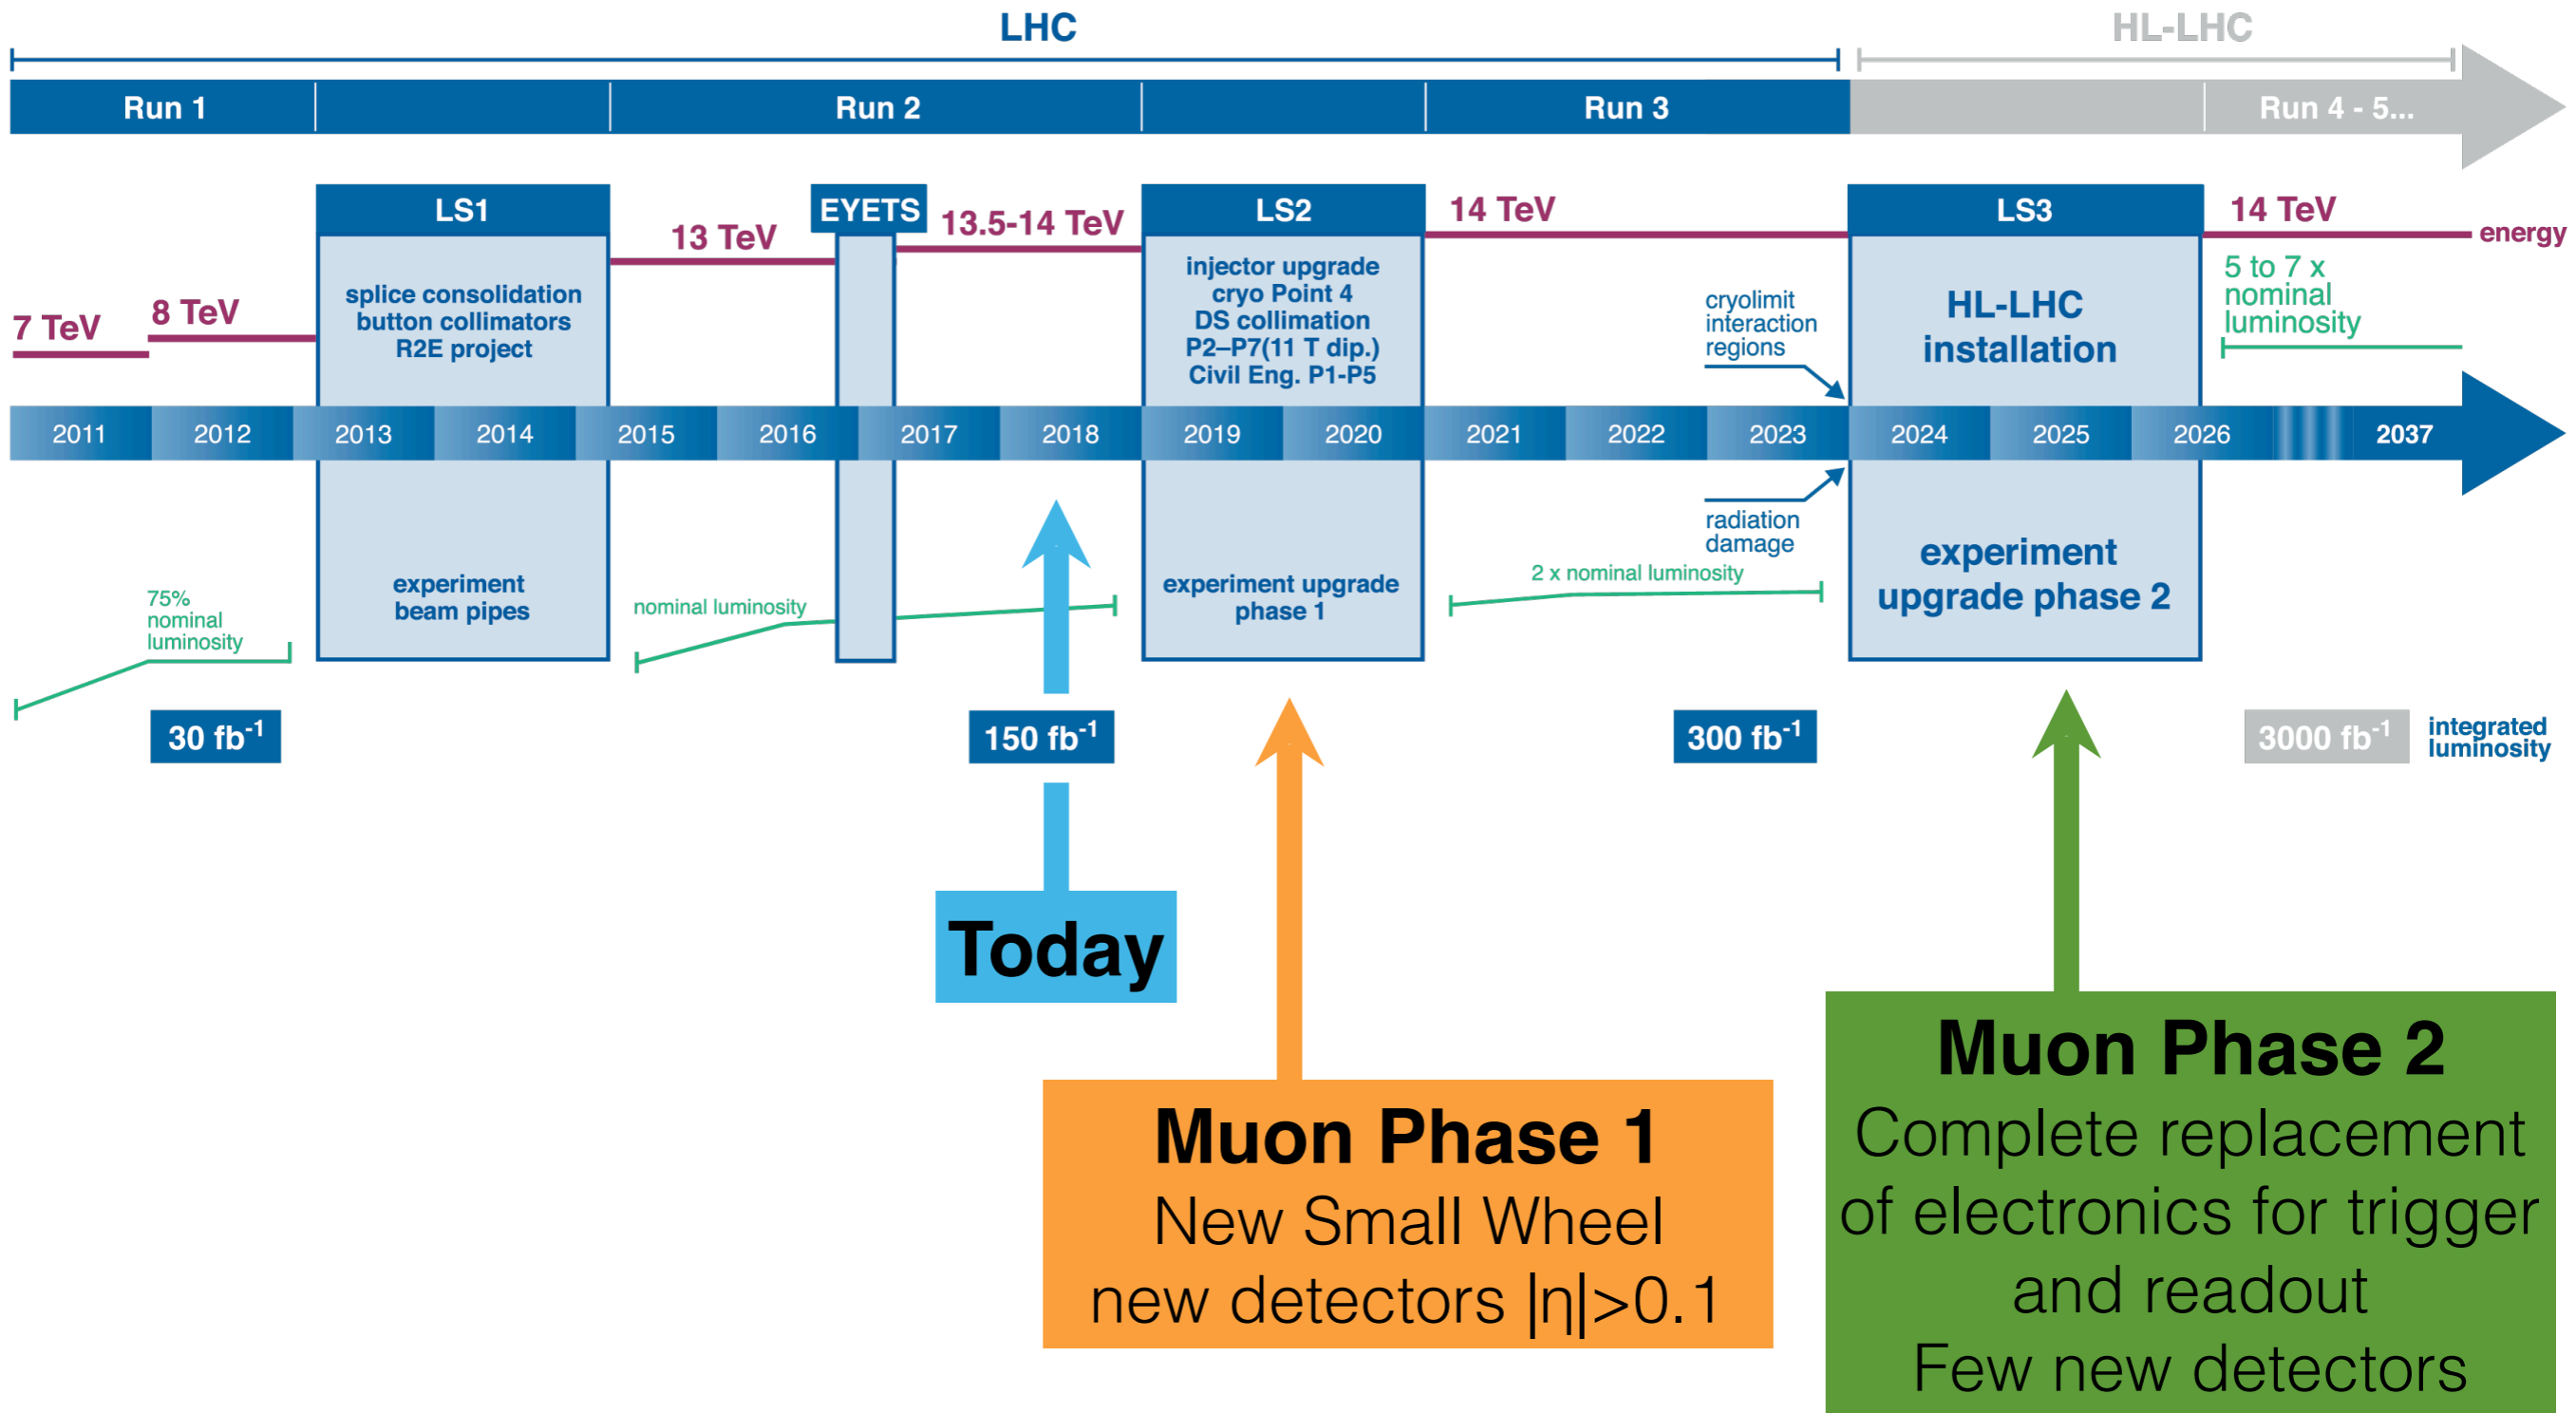 LHC
HL-LHC
Run 1
Run 2
Run 3
Run 4 - 5...
LS1
EYETS
LS2
LS3
7 TeV
8 TeV
13 TeV
13.5-14 TeV
14 TeV
14 TeV
energy
splice consolidation
button collimators
R2E project
injector upgrade
cryo Point 4
DS collimation
P2–P7(11 T dip.)
Civil Eng. P1-P5
cryolimit
interaction
regions
HL-LHC
installation
5 to 7 x
nominal
luminosity
2011
2012
2013
2014
2015
2016
2017
2018
2019
2020
2021
2022
2023
2024
2025
2026
2037
radiation
damage
75%
nominal
luminosity
experiment
beam pipes
nominal luminosity
experiment upgrade
phase 1
2 x nominal luminosity
experiment
upgrade phase 2
30 fb⁻¹
150 fb⁻¹
300 fb⁻¹
3000 fb⁻¹
integrated
luminosity
Today
Muon Phase 1
New Small Wheel
new detectors |η|>0.1
Muon Phase 2
Complete replacement
of electronics for trigger
and readout
Few new detectors